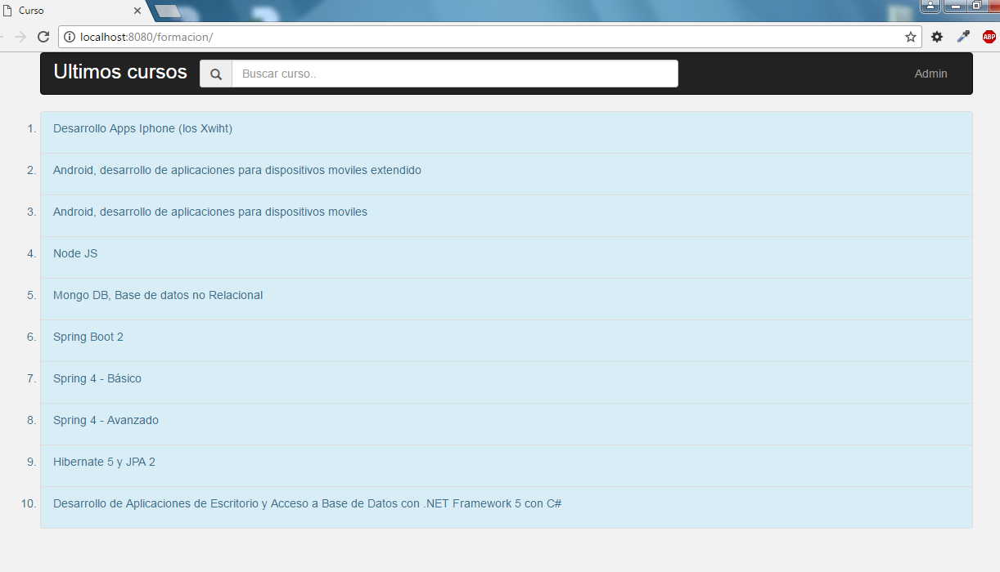 Curso
localhost:8080/formacion/
ABP
Ultimos cursos
Buscar curso..
Admin
1. Desarrollo Apps Iphone (Ios Xwiht)
2. Android, desarrollo de aplicaciones para dispositivos moviles extendido
3. Android, desarrollo de aplicaciones para dispositivos moviles
4. Node JS
5. Mongo DB, Base de datos no Relacional
6. Spring Boot 2
7. Spring 4 - Básico
8. Spring 4 - Avanzado
9. Hibernate 5 y JPA 2
10. Desarrollo de Aplicaciones de Escritorio y Acceso a Base de Datos con .NET Framework 5 con C#